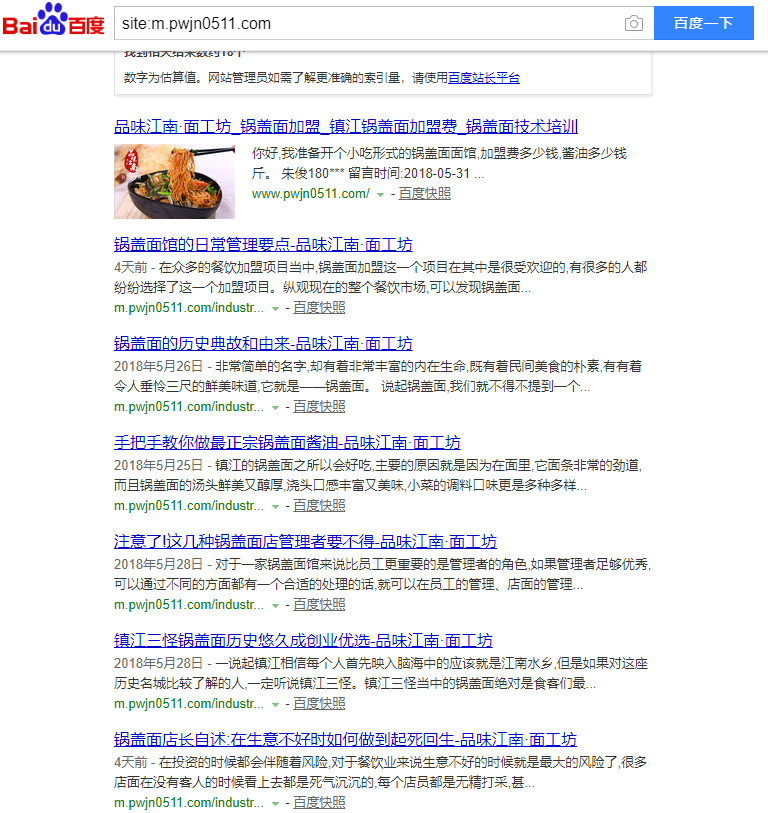 Bai du 百度
site:m.pwjn0511.com
百度一下
找到相关结果数约18个
数字为估算值。网站管理员如需了解更准确的索引量，请使用百度站长平台
品味江南·面工坊_锅盖面加盟_镇江锅盖面加盟费_锅盖面技术培训
你好,我准备开个小吃形式的锅盖面面馆,加盟费多少钱,酱油多少钱
斤。 朱俊180*** 留言时间:2018-05-31 ...
www.pwjn0511.com/ - 百度快照
锅盖面馆的日常管理要点-品味江南·面工坊
4天前 - 在众多的餐饮加盟项目当中,锅盖面加盟这一个项目在其中是很受欢迎的,有很多的人都
纷纷选择了这一个加盟项目。纵观现在的整个餐饮市场,可以发现锅盖面...
m.pwjn0511.com/industr... - 百度快照
锅盖面的历史典故和由来-品味江南·面工坊
2018年5月26日 - 非常简单的名字,却有着非常丰富的内在生命,既有着民间美食的朴素,有有着
令人垂怜三尺的鲜美味道,它就是——锅盖面。 说起锅盖面,我们就不得不提到一个...
m.pwjn0511.com/industr... - 百度快照
手把手教你做最正宗锅盖面酱油-品味江南·面工坊
2018年5月25日 - 镇江的锅盖面之所以会好吃,主要的原因就是因为在面里,它面条非常的劲道,
而且锅盖面的汤头鲜美又醇厚,浇头口感丰富又美味,小菜的调料口味更是多种多样...
m.pwjn0511.com/industr... - 百度快照
注意了!这几种锅盖面店管理者要不得-品味江南·面工坊
2018年5月28日 - 对于一家锅盖面馆来说比员工更重要的是管理者的角色,如果管理者足够优秀,
可以通过不同的方面都有一个合适的处理的话,就可以在员工的管理、店面的管理...
m.pwjn0511.com/industr... - 百度快照
镇江三怪锅盖面历史悠久成创业优选-品味江南·面工坊
2018年5月28日 - 一说起镇江相信每个人首先映入脑海中的应该就是江南水乡,但是如果对这座
历史名城比较了解的人,一定听说镇江三怪。镇江三怪当中的锅盖面绝对是食客们最...
m.pwjn0511.com/industr... - 百度快照
锅盖面店长自述:在生意不好时如何做到起死回生-品味江南·面工坊
4天前 - 在投资的时候都会伴随着风险,对于餐饮业来说生意不好的时候就是最大的风险了,很多
店面在没有客人的时候看上去都是死气沉沉的,每个店员都是无精打采,甚...
m.pwjn0511.com/industr... - 百度快照